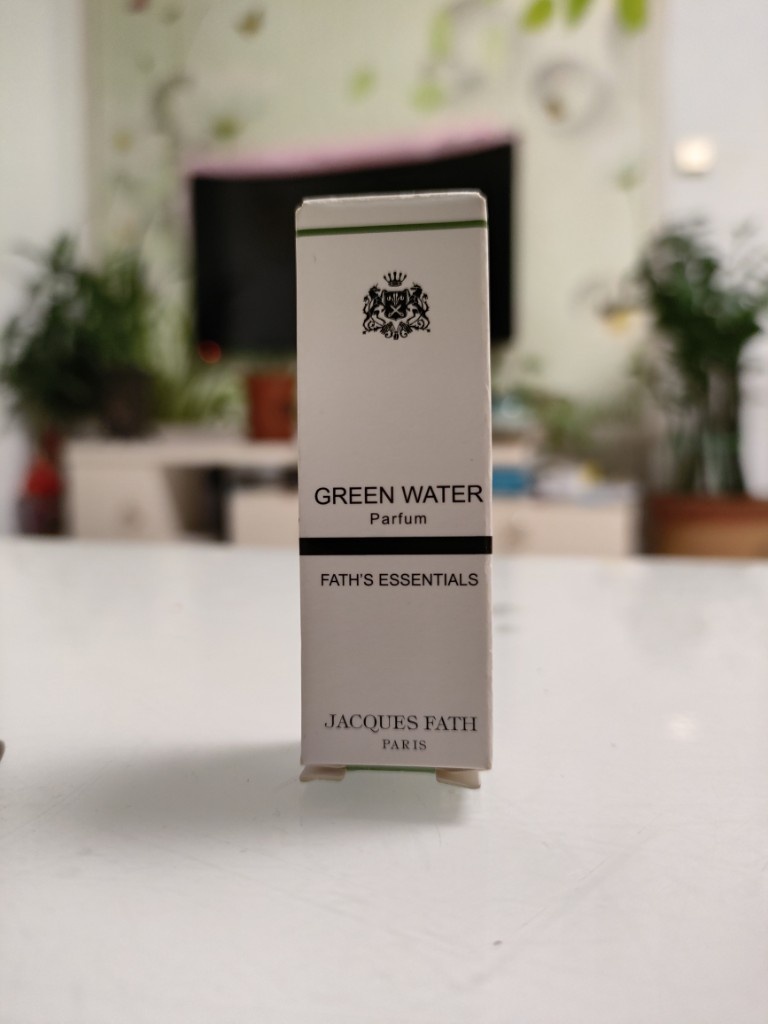 GREEN WATER
Parfum
FATH'S ESSENTIALS
JACQUES FATH
PARIS